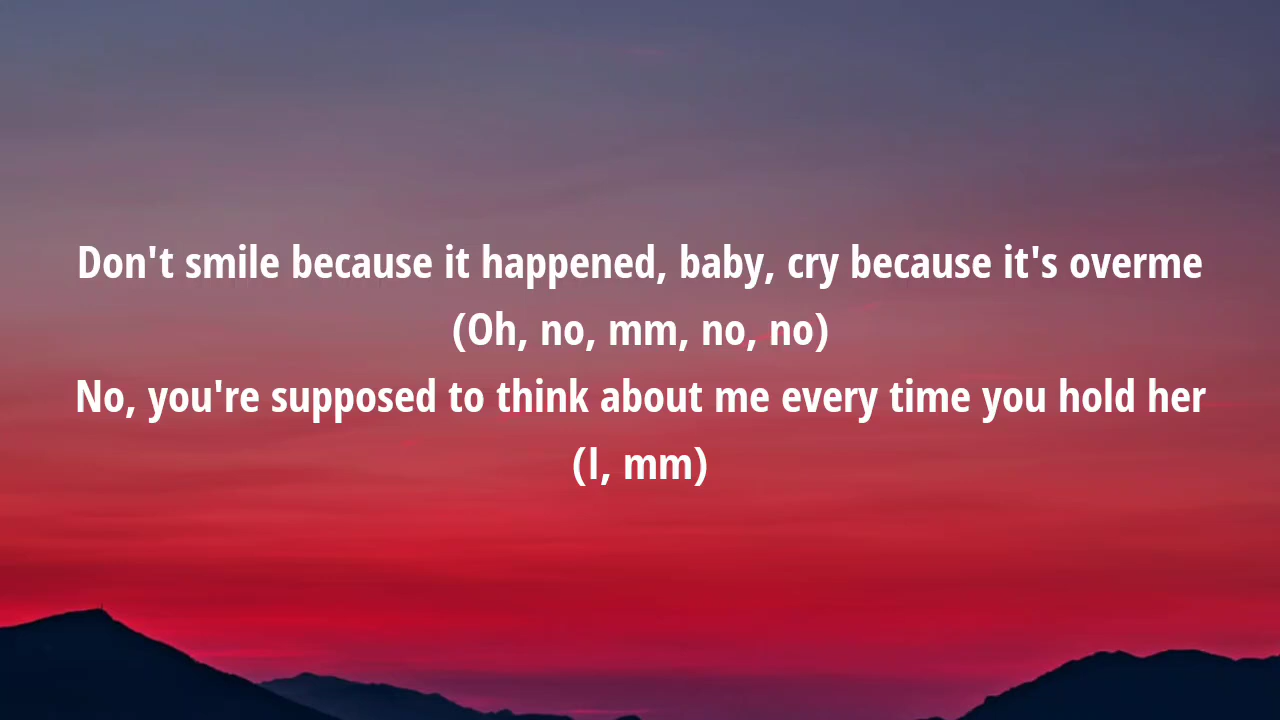 Don't smile because it happened, baby, cry because it's overme
(Oh, no, mm, no, no)
No, you're supposed to think about me every time you hold her
(I, mm)